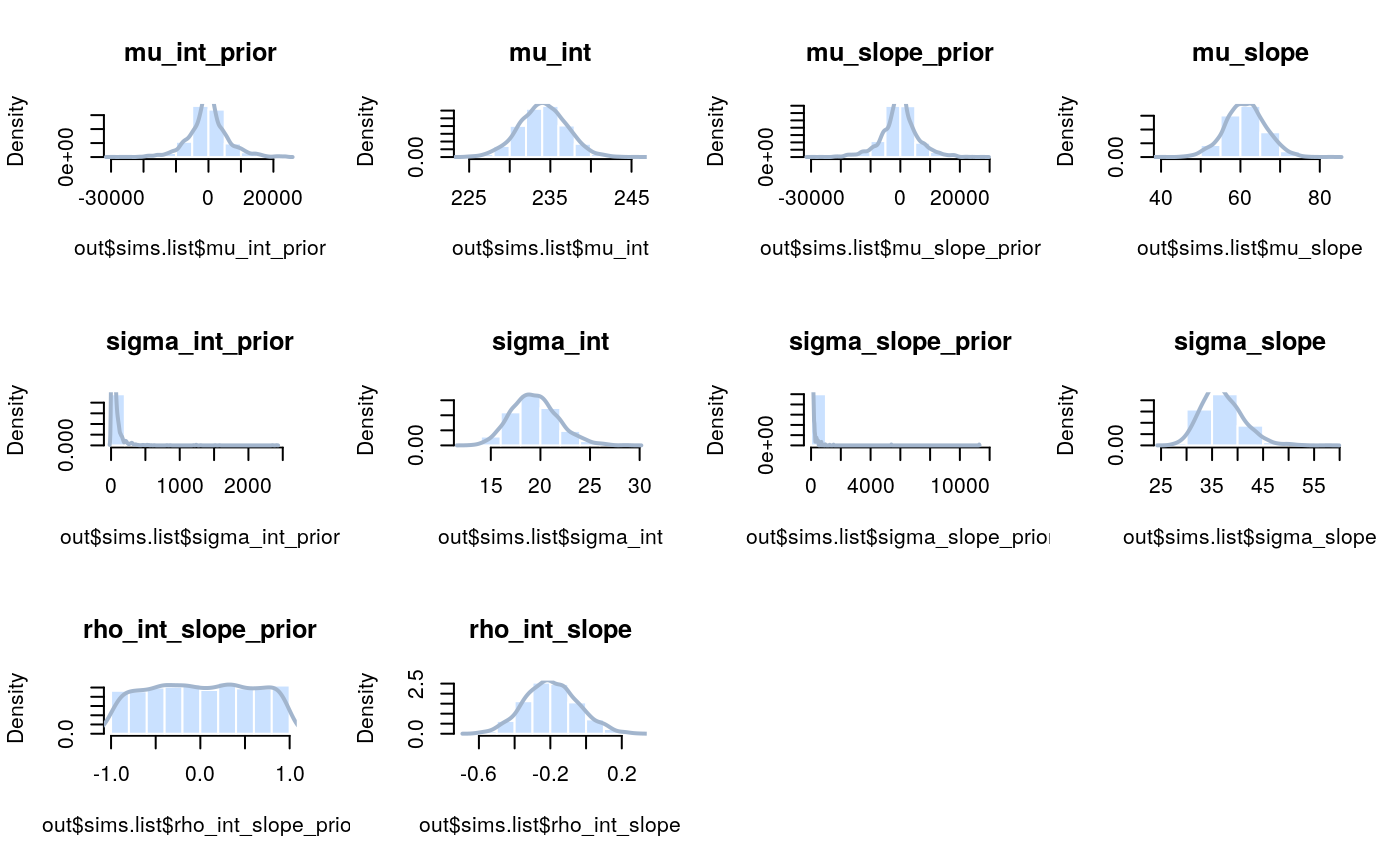 mu_int_prior
Density
0e+00
-30000 0 20000
out$sims.list$mu_int_prior
mu_int
Density
0.00
225 235 245
out$sims.list$mu_int
mu_slope_prior
Density
0e+00
-30000 0 20000
out$sims.list$mu_slope_prior
mu_slope
Density
0.00
40 60 80
out$sims.list$mu_slope
sigma_int_prior
Density
0.000
0 1000 2000
out$sims.list$sigma_int_prior
sigma_int
Density
0.00
15 20 25 30
out$sims.list$sigma_int
sigma_slope_prior
Density
0e+00
0 4000 10000
out$sims.list$sigma_slope_prior
sigma_slope
Density
0.00
25 35 45 55
out$sims.list$sigma_slope
rho_int_slope_prior
Density
0.0
-1.0 0.0 1.0
out$sims.list$rho_int_slope_prio
rho_int_slope
Density
0.0 2.5
-0.6 -0.2 0.2
out$sims.list$rho_int_slope